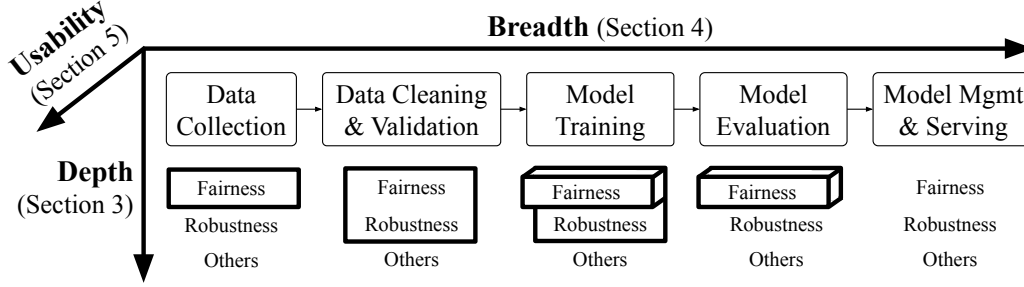 Breadth (Section 4)
Usability
(Section 5)
Data
Collection
Data Cleaning
& Validation
Model
Training
Model
Evaluation
Model Mgmt
& Serving
Depth
(Section 3)
Fairness
Fairness
Fairness
Fairness
Fairness
Robustness
Robustness
Robustness
Robustness
Robustness
Others
Others
Others
Others
Others